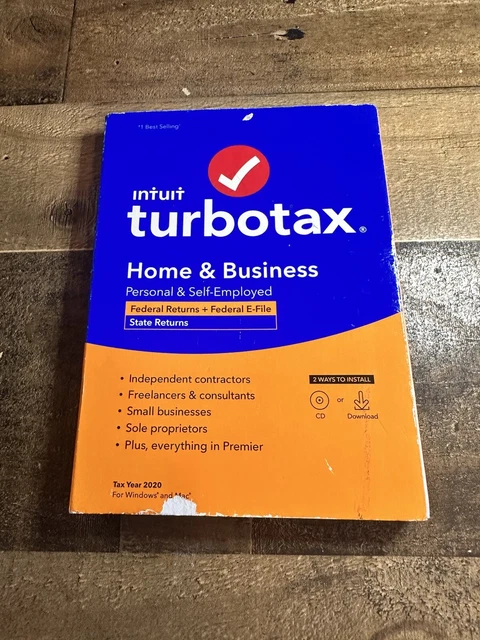 #1 Best Selling
intuit
turbotax®
Home & Business
Personal & Self-Employed
Federal Returns + Federal E-File
State Returns
• Independent contractors
• Freelancers & consultants
• Small businesses
• Sole proprietors
• Plus, everything in Premier
2 WAYS TO INSTALL
CD
or
Download
Tax Year 2020
For Windows® and Mac®